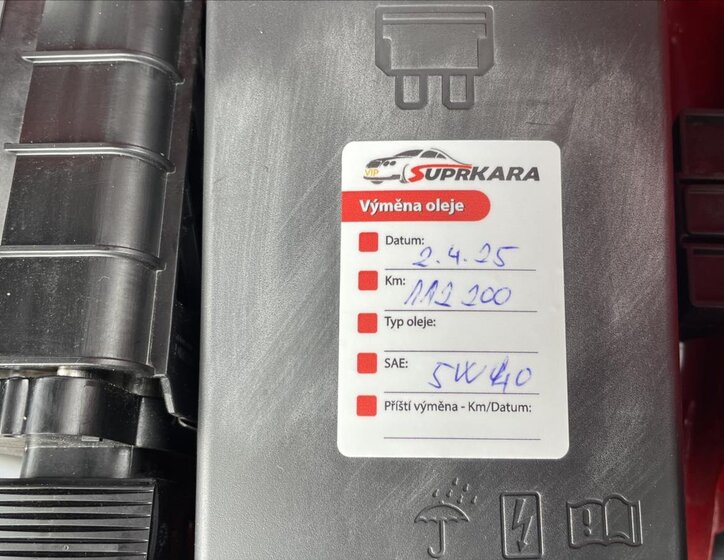 VIP SUPRKARA
Výměna oleje
Datum: 2.4.25
Km: 112 200
Typ oleje:
SAE: 5W40
Příští výměna - Km/Datum: